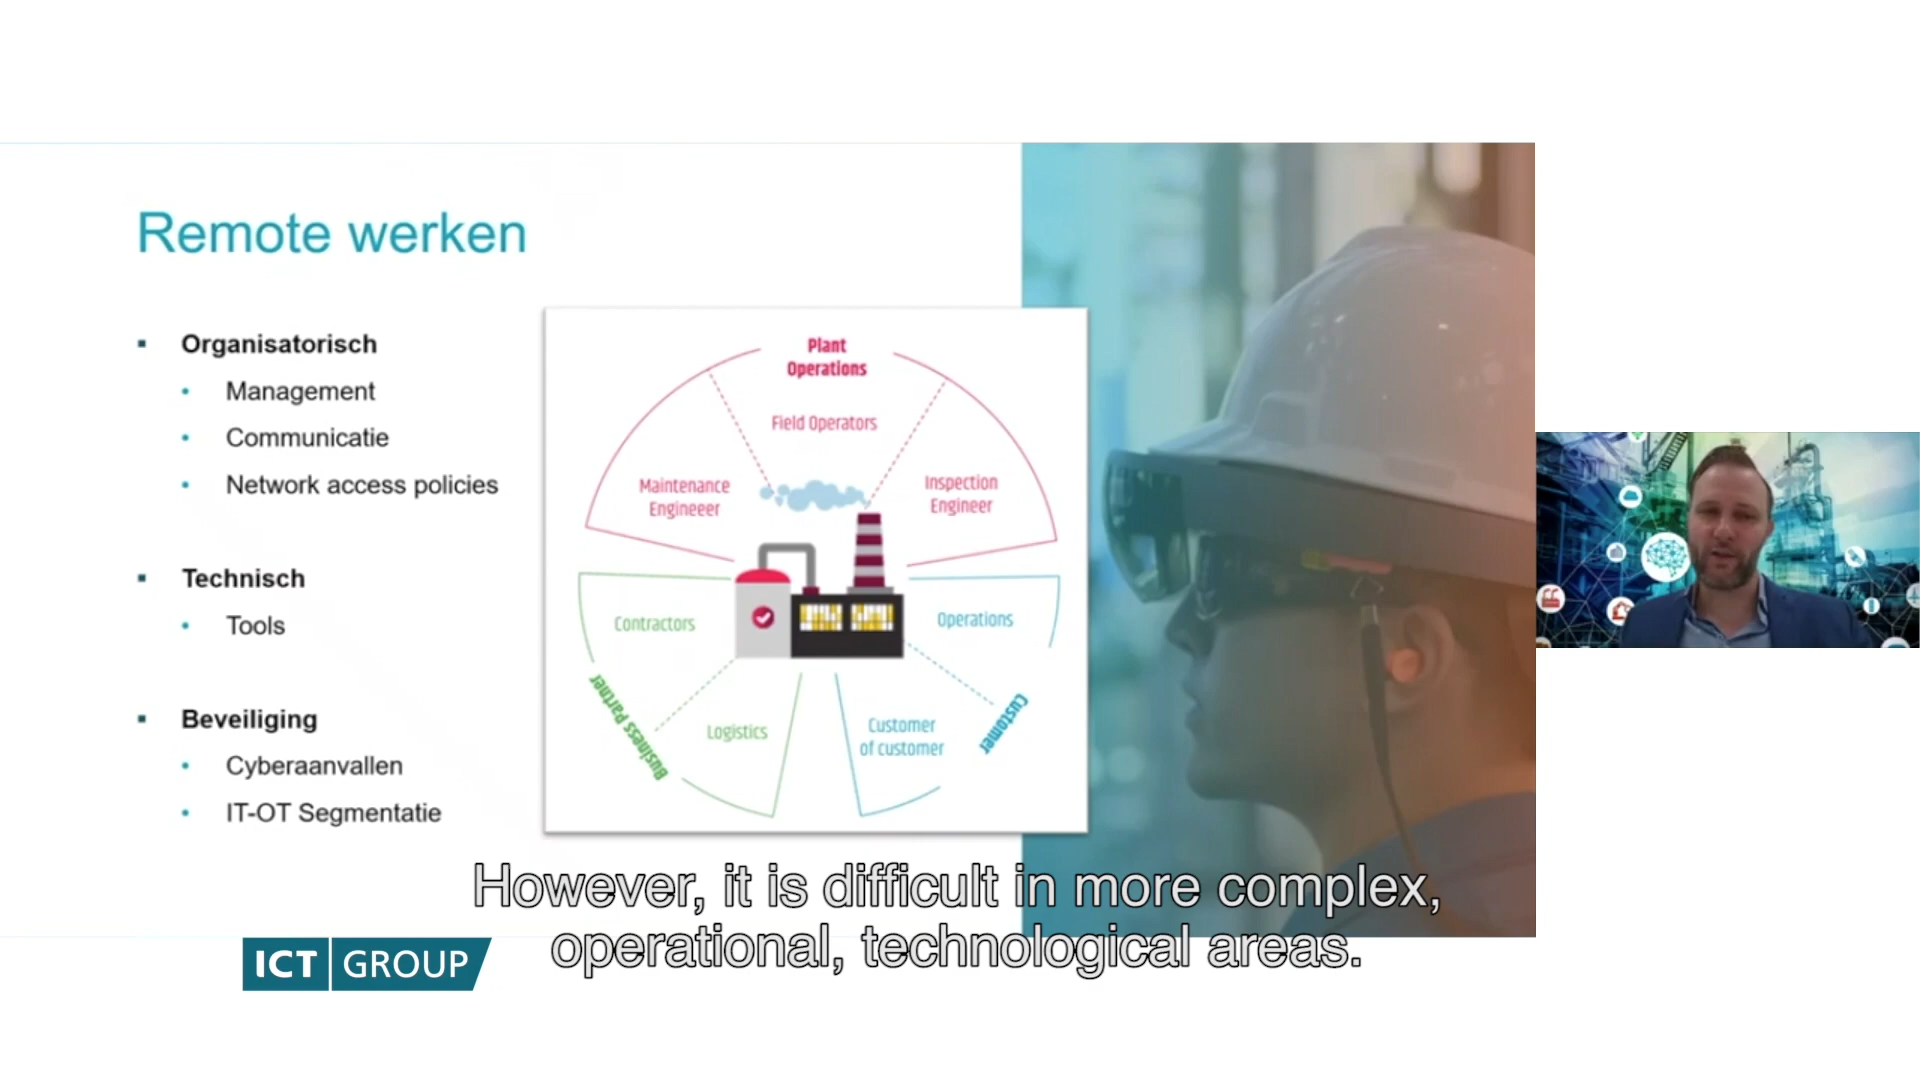 Remote werken
Organisatorisch
Management
Communicatie
Network access policies
Technisch
Tools
Beveiliging
Cyberaanvallen
IT-OT Segmentatie
Plant
Operations
Field Operators
Maintenance
Engineeer
Inspection
Engineer
Contractors
Operations
Business Partner
Logistics
Customer
of customer
Customer
However, it is difficult in more complex,
operational, technological areas.
ICT GROUP